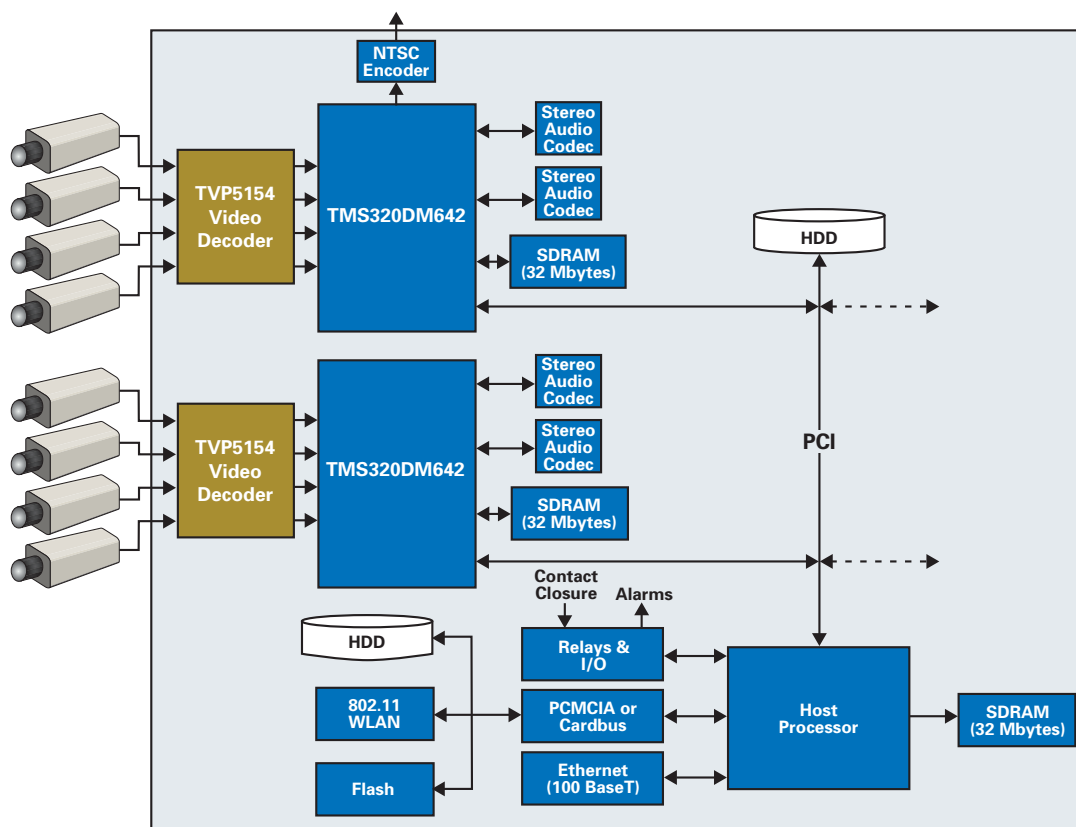 NTSC
Encoder
TVP5154
Video
Decoder
TMS320DM642
Stereo
Audio
Codec
Stereo
Audio
Codec
SDRAM
(32 Mbytes)
HDD
TVP5154
Video
Decoder
TMS320DM642
Stereo
Audio
Codec
Stereo
Audio
Codec
SDRAM
(32 Mbytes)
PCI
Contact
Closure
Alarms
HDD
802.11
WLAN
Flash
Relays &
I/O
PCMCIA or
Cardbus
Ethernet
(100 BaseT)
Host
Processor
SDRAM
(32 Mbytes)